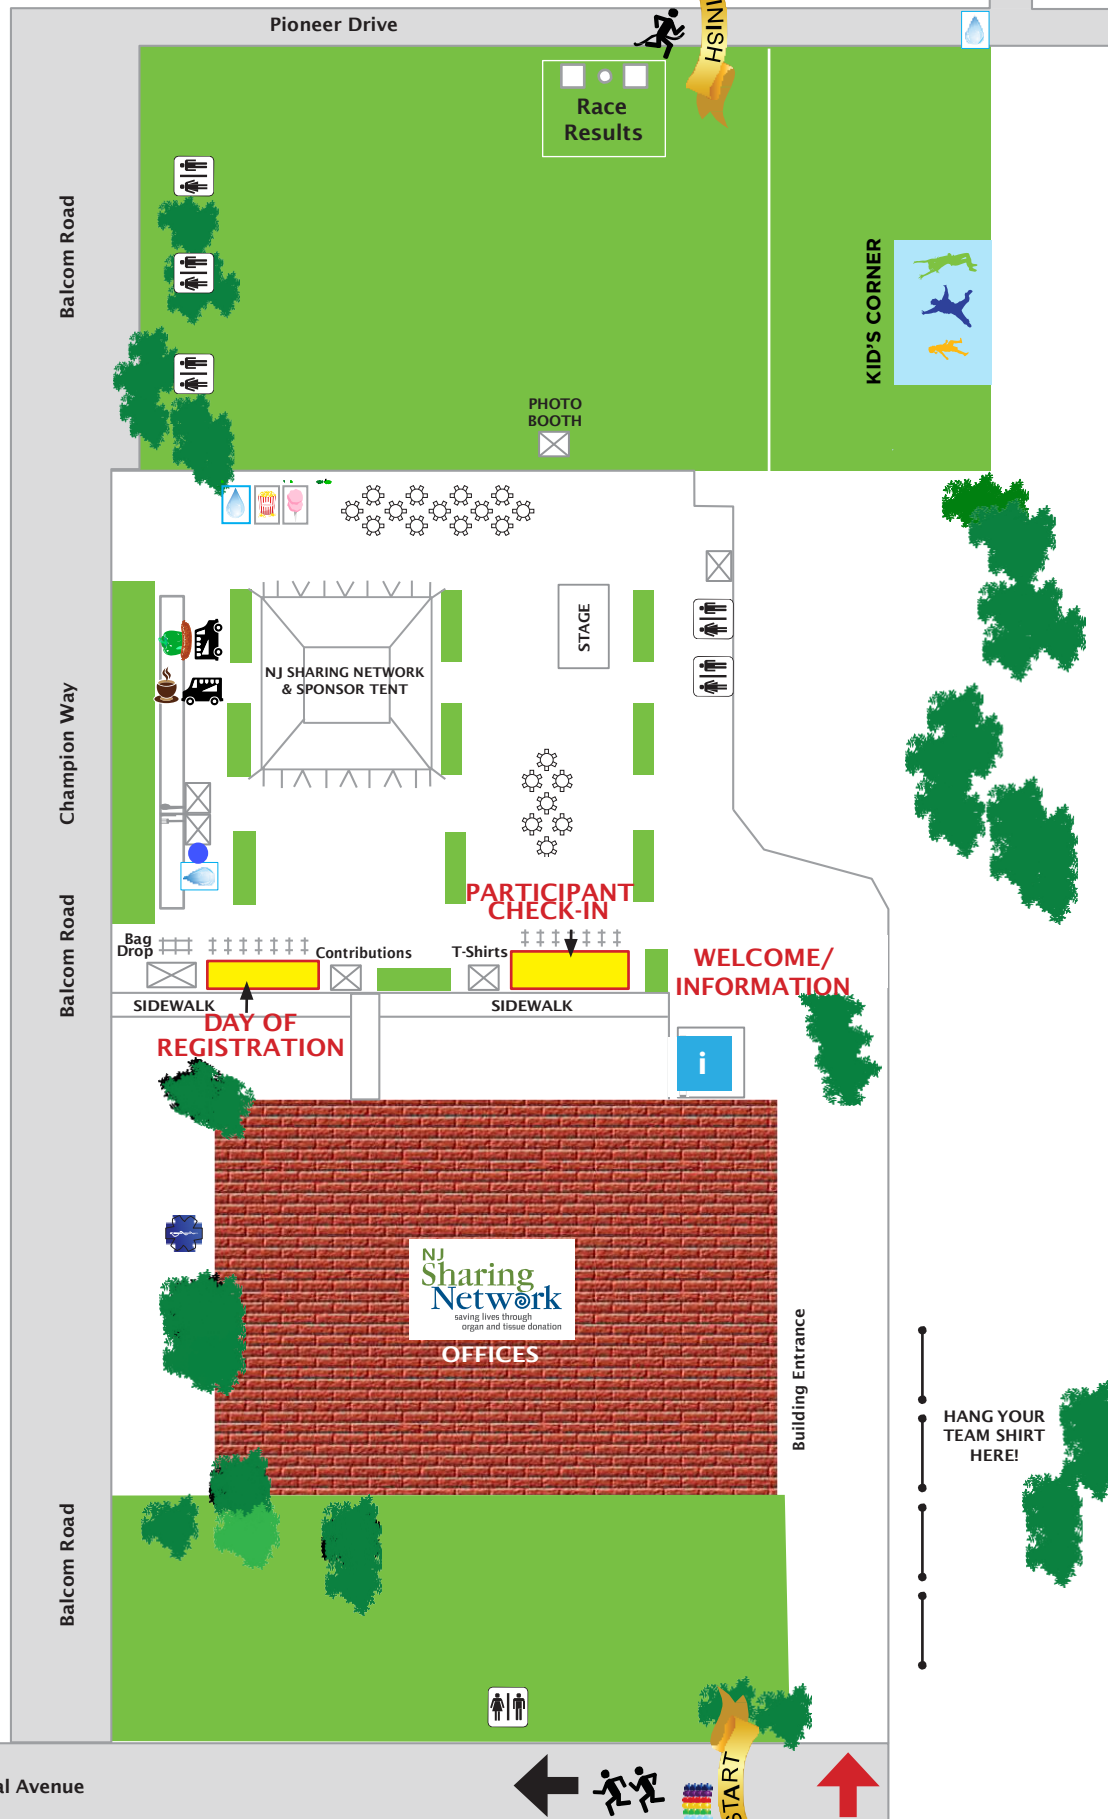 Pioneer Drive
Race
Results
Balcom Road
KID'S CORNER
PHOTO
BOOTH
STAGE
NJ SHARING NETWORK
& SPONSOR TENT
Champion Way
PARTICIPANT
CHECK-IN
Balcom Road
Bag
Drop
Contributions
T-Shirts
WELCOME/
INFORMATION
SIDEWALK
SIDEWALK
DAY OF
REGISTRATION
i
NJ
Sharing
Network
saving lives through
organ and tissue donation
OFFICES
Building Entrance
HANG YOUR
TEAM SHIRT
HERE!
Balcom Road
START
Avenue